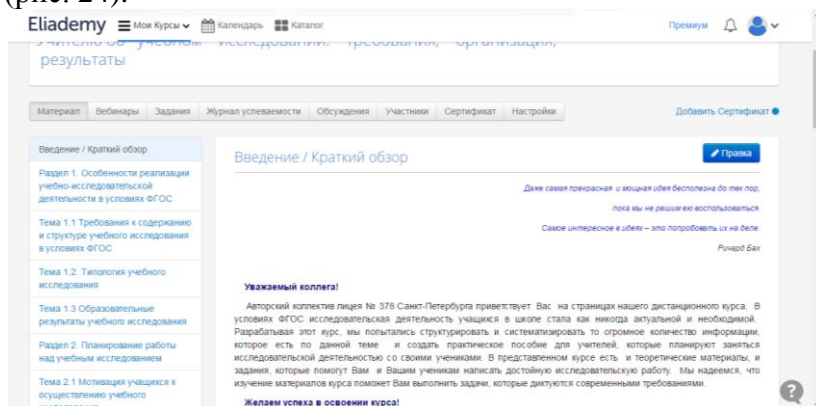 (рис. 24).
Eliademy Мои Курсы Календарь Каталог Премиум
Учителю об учебном исследовании: требования, организация,
результаты
Материал Вебинары Задания Журнал успеваемости Обсуждения Участники Сертификат Настройки Добавить Сертификат
Введение / Краткий обзор
Раздел 1. Особенности реализации
учебно-исследовательской
деятельности в условиях ФГОС
Тема 1.1 Требования к содержанию
и структуре учебного исследования
в условиях ФГОС
Тема 1.2. Типология учебного
исследования
Тема 1.3 Образовательные
результаты учебного исследования
Раздел 2. Планирование работы
над учебным исследованием
Тема 2.1 Мотивация учащихся к
осуществлению учебного
Введение / Краткий обзор
Правка
Даже самая прекрасная и мощная идея бесполезна до тех пор,
пока мы не решим ею воспользоваться.
Самое интересное в идеях – это попробовать их на деле.
Ричард Бах
Уважаемый коллега!
Авторский коллектив лицея № 378 Санкт-Петербурга приветствует Вас на страницах нашего дистанционного курса. В
условиях ФГОС исследовательская деятельность учащихся в школе стала как никогда актуальной и необходимой.
Разрабатывая этот курс, мы попытались структурировать и систематизировать то огромное количество информации,
которое есть по данной теме и создать практическое пособие для учителей, которые планируют заняться
исследовательской деятельностью со своими учениками. В представленном курсе есть и теоретические материалы, и
задания, которые помогут Вам и Вашим ученикам написать достойную исследовательскую работу. Мы надеемся, что
изучение материалов курса поможет Вам выполнить задачи, которые диктуются современными требованиями.
Желаем успеха в освоении курса!
?